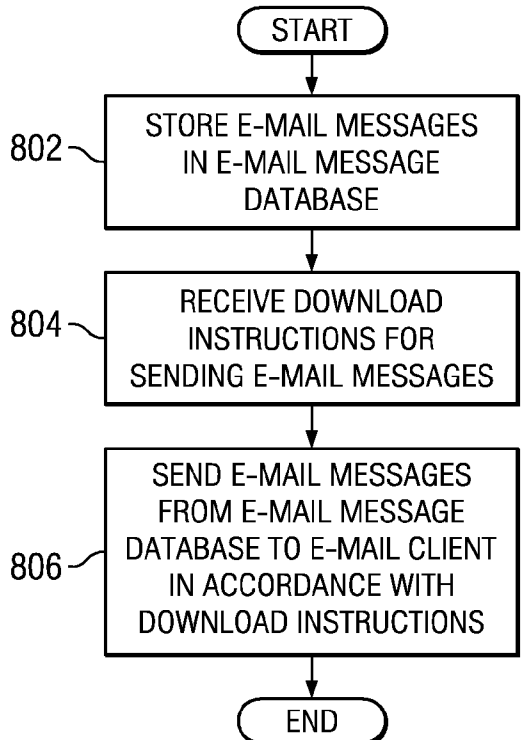 START
802
STORE E-MAIL MESSAGES
IN E-MAIL MESSAGE
DATABASE
804
RECEIVE DOWNLOAD
INSTRUCTIONS FOR
SENDING E-MAIL MESSAGES
806
SEND E-MAIL MESSAGES
FROM E-MAIL MESSAGE
DATABASE TO E-MAIL CLIENT
IN ACCORDANCE WITH
DOWNLOAD INSTRUCTIONS
END